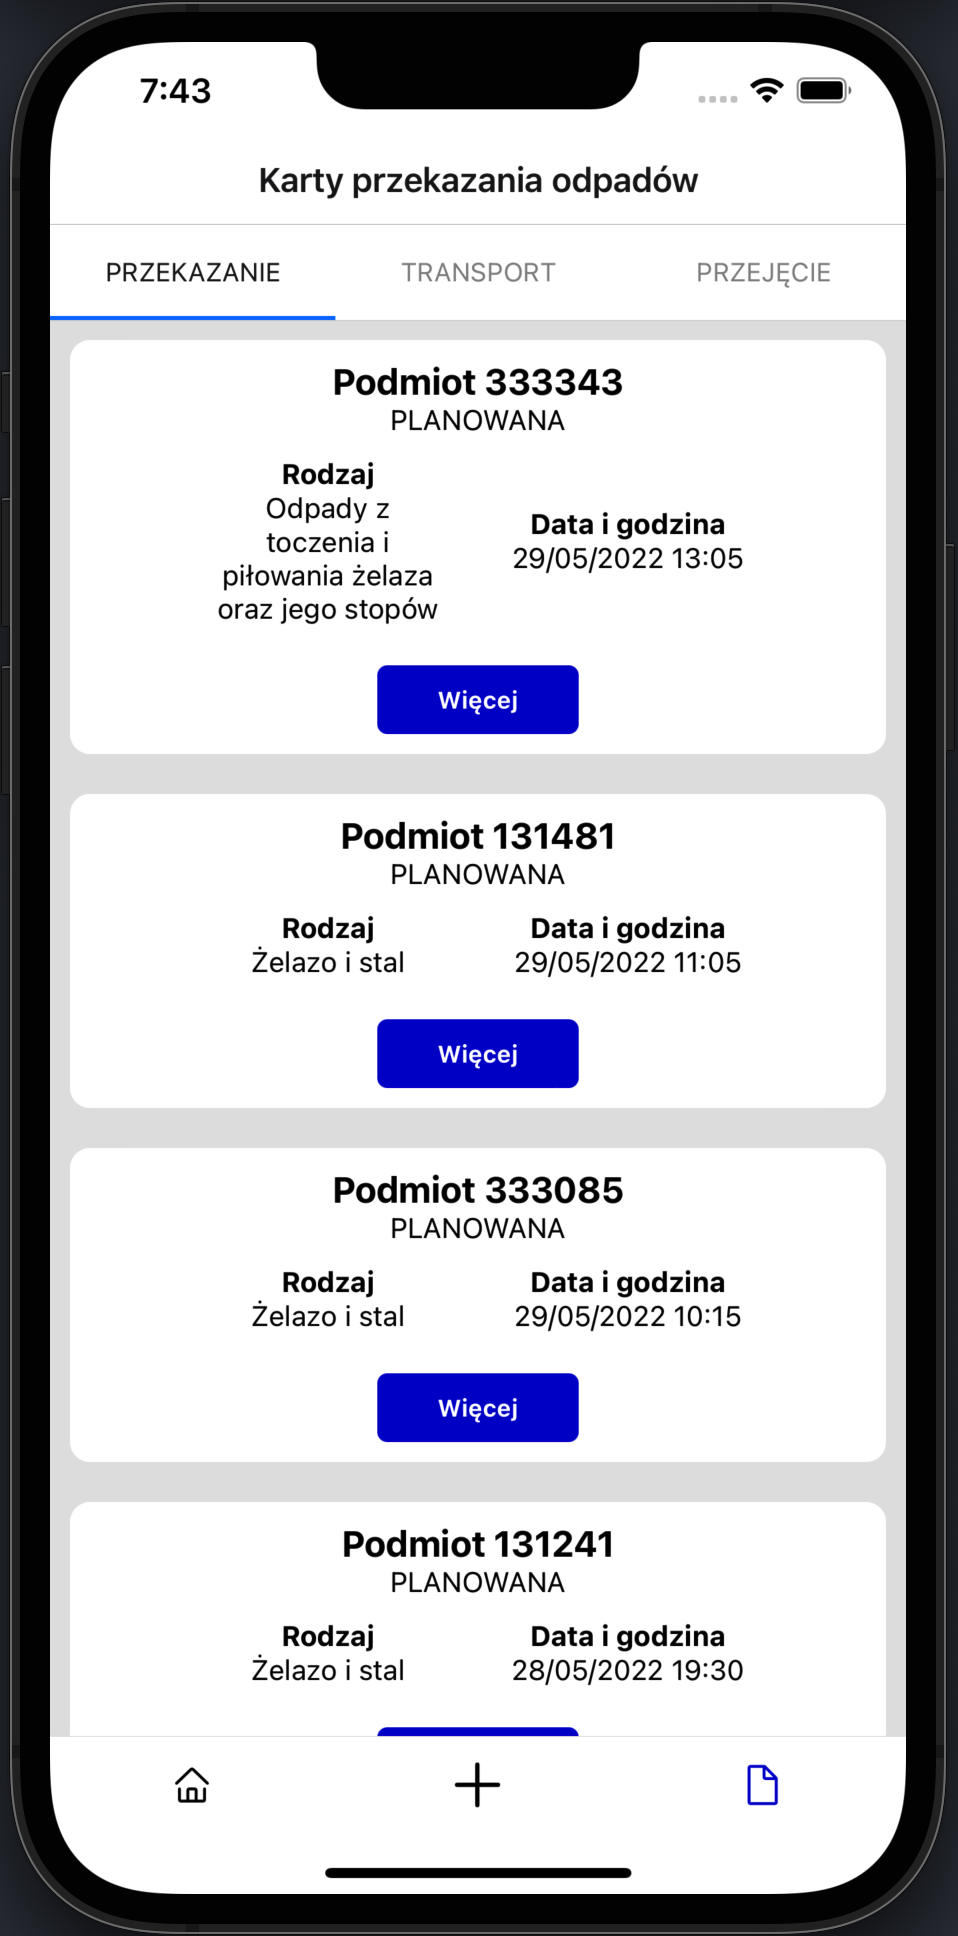 7:43
Karty przekazania odpadów
PRZEKAZANIE
TRANSPORT
PRZEJĘCIE
Podmiot 333343
PLANOWANA
Rodzaj
Odpady z
toczenia i
piłowania żelaza
oraz jego stopów
Data i godzina
29/05/2022 13:05
Więcej
Podmiot 131481
PLANOWANA
Rodzaj
Żelazo i stal
Data i godzina
29/05/2022 11:05
Więcej
Podmiot 333085
PLANOWANA
Rodzaj
Żelazo i stal
Data i godzina
29/05/2022 10:15
Więcej
Podmiot 131241
PLANOWANA
Rodzaj
Żelazo i stal
Data i godzina
28/05/2022 19:30